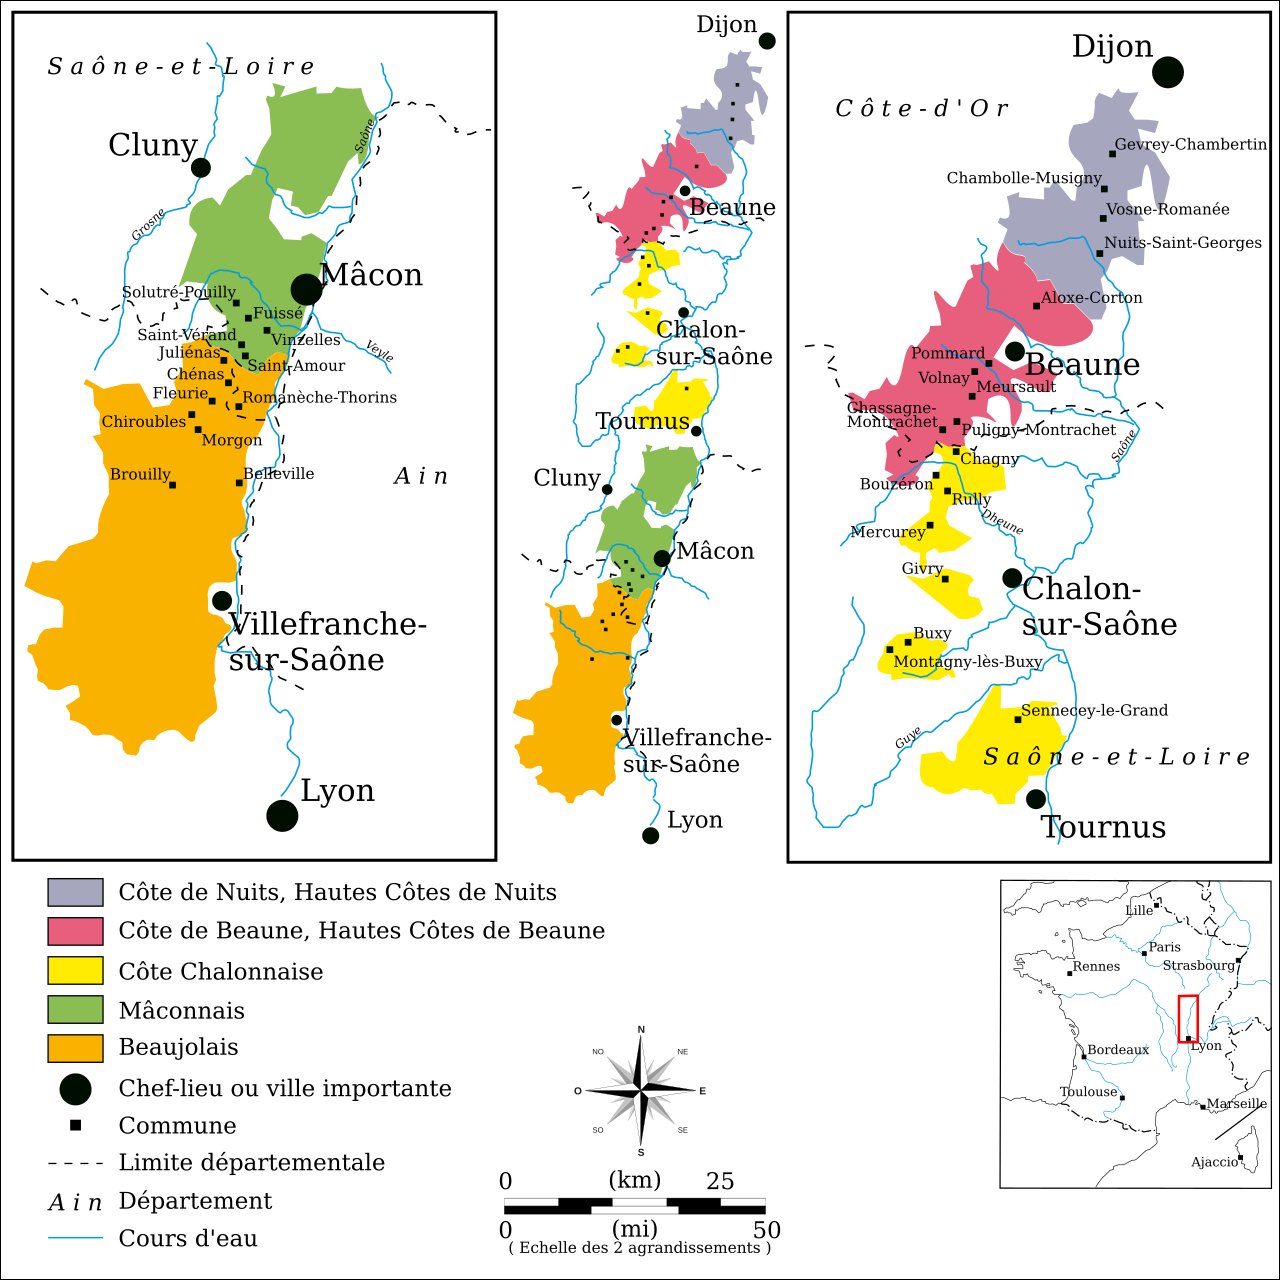 Saône-et-Loire
Cluny
Saône
Grosne
Mâcon
Solutré-Pouilly
Fuissé
Saint-Vérand
Vinzelles
Juliénas
Saint-Amour
Veyle
Chénas
Fleurie
Romanèche-Thorins
Chiroubles
Morgon
Brouilly
Belleville
Ain
Villefranche-
sur-Saône
Lyon
Dijon
Beaune
Chalon-
sur-Saône
Tournus
Cluny
Mâcon
Villefranche-
sur-Saône
Lyon
Dijon
Côte-d'Or
Gevrey-Chambertin
Chambolle-Musigny
Vosne-Romanée
Nuits-Saint-Georges
Aloxe-Corton
Pommard
Beaune
Volnay
Meursault
Chassagne-
Montrachet
Puligny-Montrachet
Saône
Chagny
Bouzéron
Rully
Dheune
Mercurey
Givry
Chalon-
sur-Saône
Buxy
Montagny-lès-Buxy
Sennecey-le-Grand
Guye
Saône-et-Loire
Tournus
Côte de Nuits, Hautes Côtes de Nuits
Côte de Beaune, Hautes Côtes de Beaune
Côte Chalonnaise
Mâconnais
Beaujolais
Chef-lieu ou ville importante
Commune
Limite départementale
Ain Département
Cours d'eau
N
NO NE
O E
SO SE
S
0 (km) 25
0 (mi) 50
( Echelle des 2 agrandissements )
Lille
Paris
Strasbourg
Rennes
Lyon
Bordeaux
Toulouse
Marseille
Ajaccio